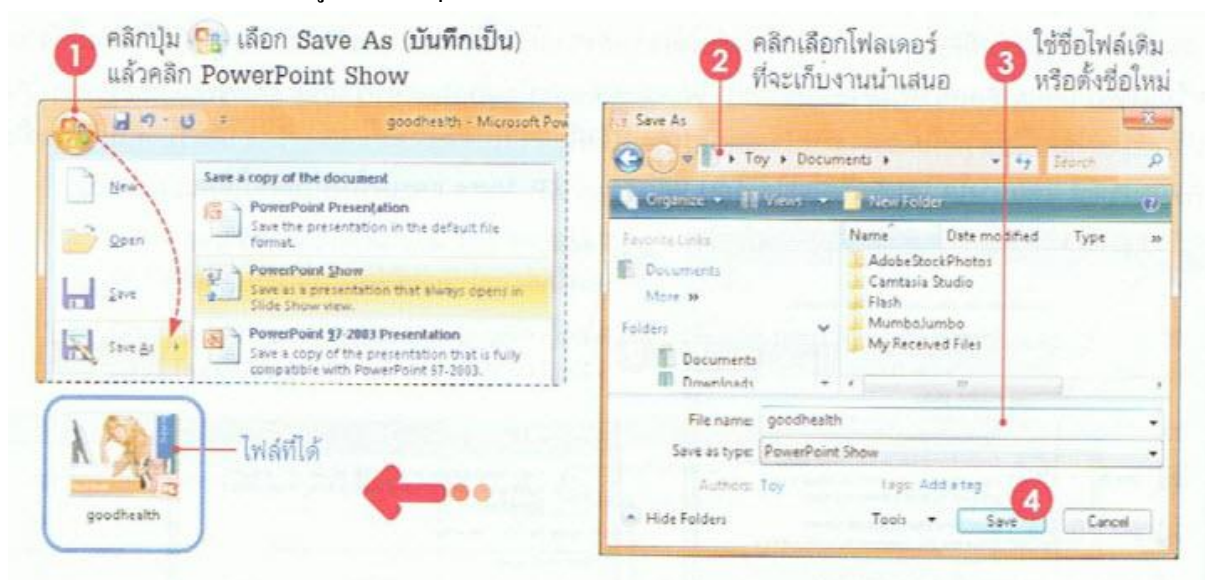 คลิกปุ่ม เลือก Save As (บันทึกเป็น)
แล้วคลิก PowerPoint Show
1
goodhealth - Microsoft Pow
New
Open
Save
Save As
Save a copy of the document
PowerPoint Presentation
Save the presentation in the default file
format.
PowerPoint Show
Save as a presentation that always opens in
Slide Show view.
PowerPoint 97-2003 Presentation
Save a copy of the presentation that is fully
compatible with PowerPoint 97-2003.
2
คลิกเลือกโฟลเดอร์
ที่จะเก็บงานนำเสนอ
3
ใช้ชื่อไฟล์เดิม
หรือตั้งชื่อใหม่
Save As
Toy Documents
Search
Organize Views New Folder
Favorite Links
Documents
More »
Folders
Documents
Downloads
Name Date modified Type »
AdobeStockPhotos
Camtasia Studio
Flash
MumboJumbo
My Received Files
File name: goodhealth
Save as type: PowerPoint Show
Authors: Toy Tags: Add a tag
4
Hide Folders Tools Save Cancel
ไฟล์ที่ได้
goodhealth